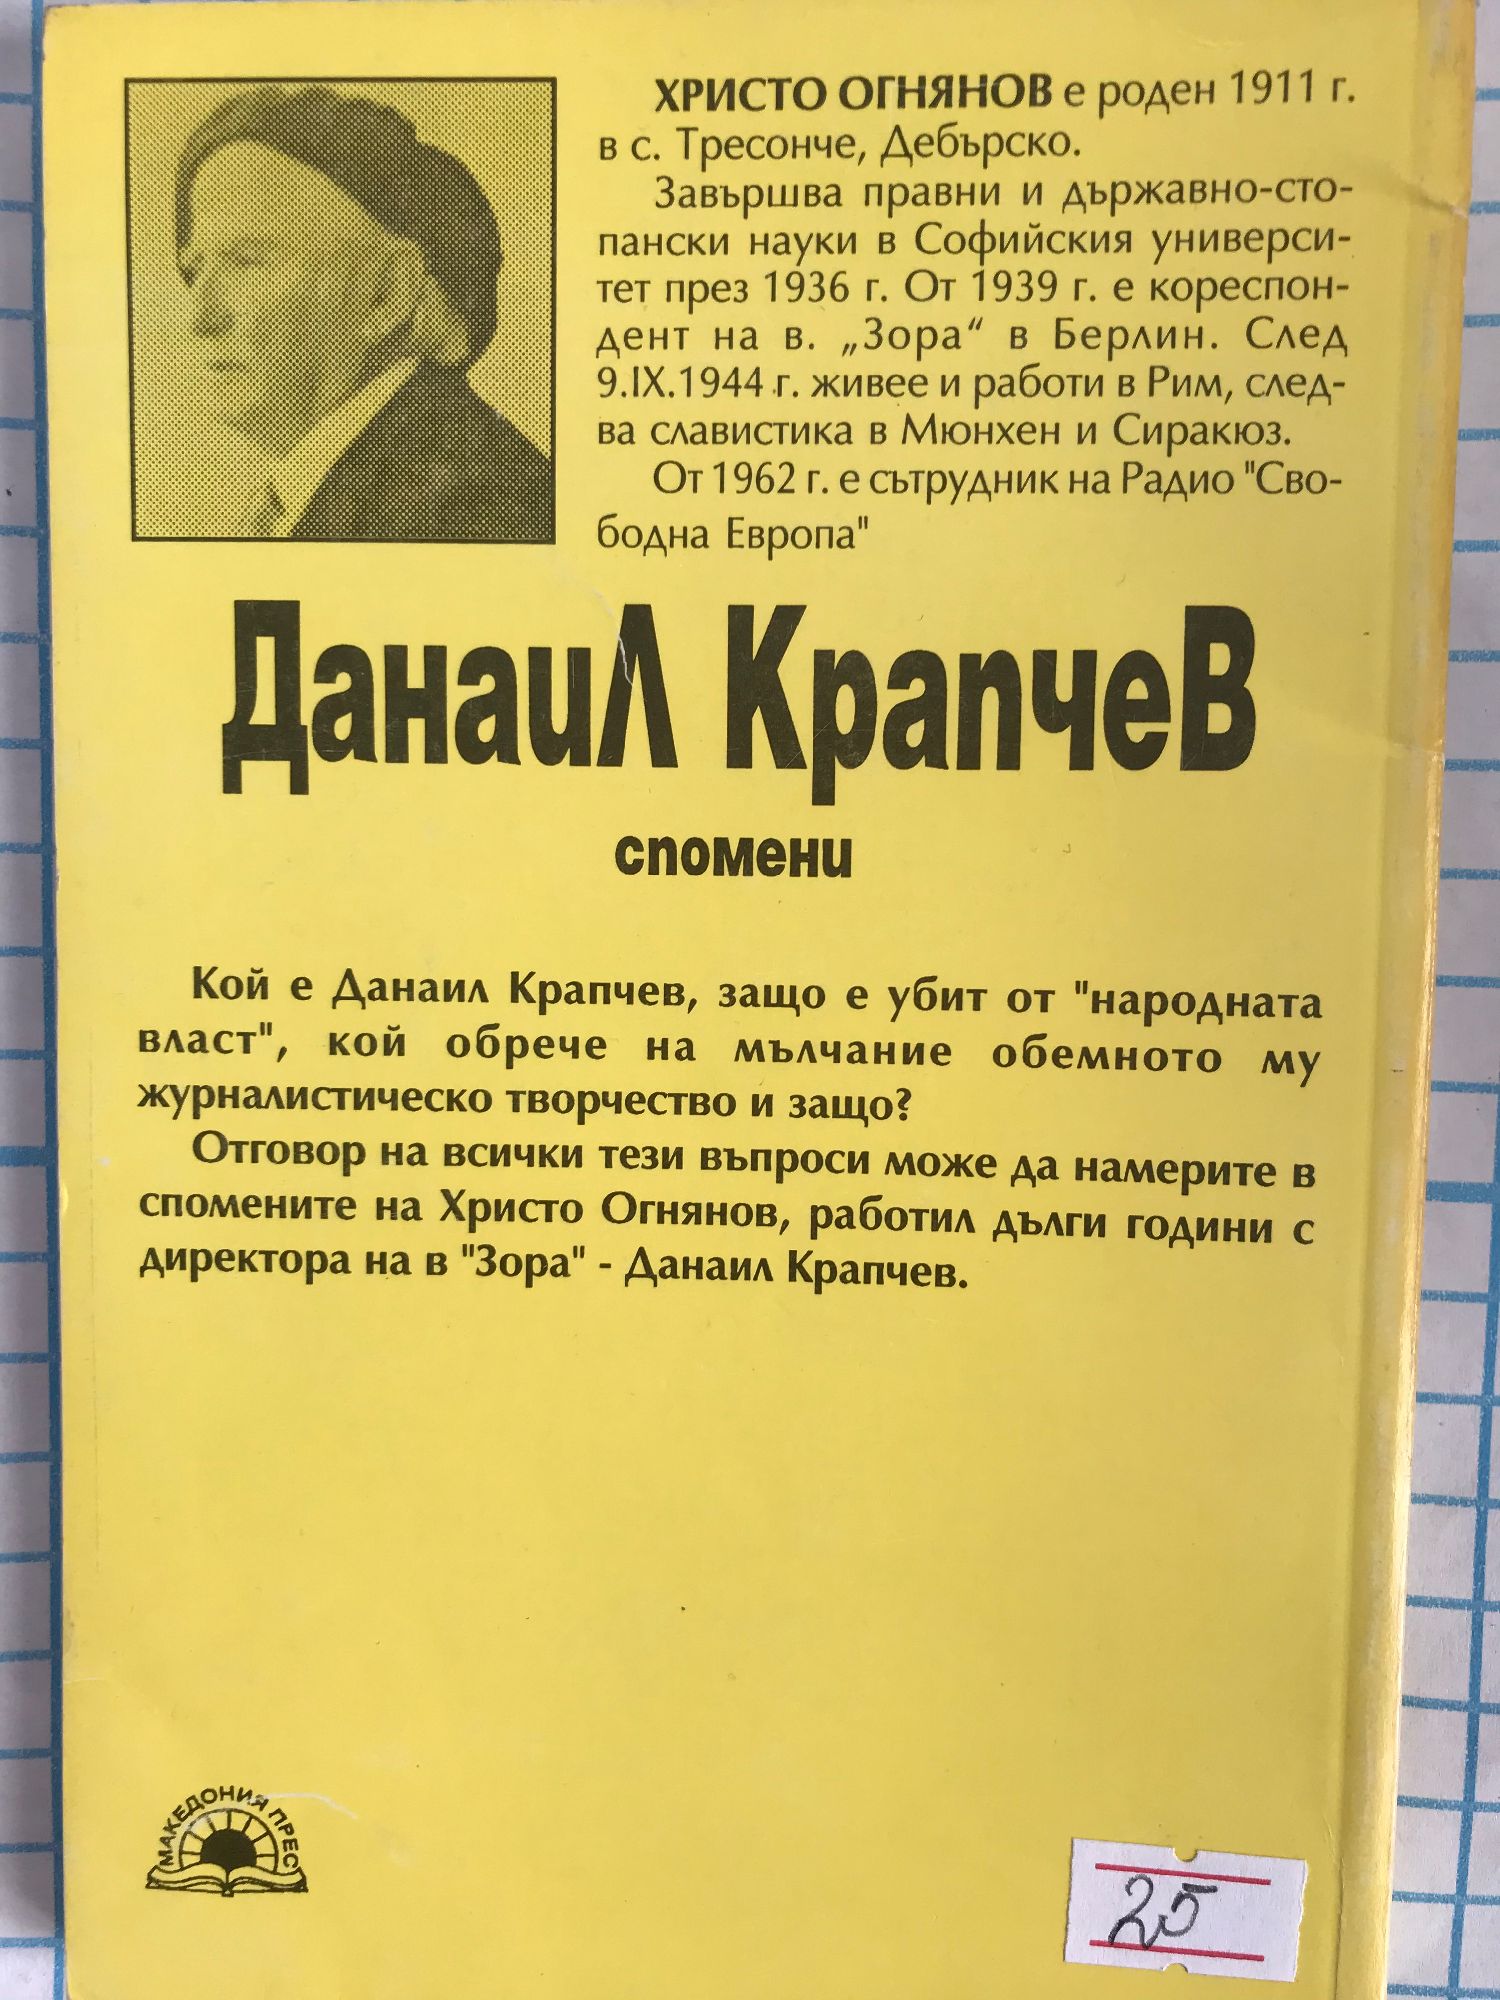 ХРИСТО ОГНЯНОВ е роден 1911 г.
в с. Тресонче, Дебърско.
Завършва правни и държавно-сто-
пански науки в Софийския универси-
тет през 1936 г. От 1939 г. е кореспон-
дент на в. „Зора“ в Берлин. След
9.IX.1944 г. живее и работи в Рим, след-
ва славистика в Мюнхен и Сиракюз.
От 1962 г. е сътрудник на Радио "Сво-
бодна Европа"
Данаил Крапчев
спомени
Кой е Данаил Крапчев, защо е убит от "народната
власт", кой обрече на мълчание обемното му
журналистическо творчество и защо?
Отговор на всички тези въпроси може да намерите в
спомените на Христо Огнянов, работил дълги години с
директора на в "Зора" - Данаил Крапчев.
МАКЕДОНИЯ ПРЕС
25